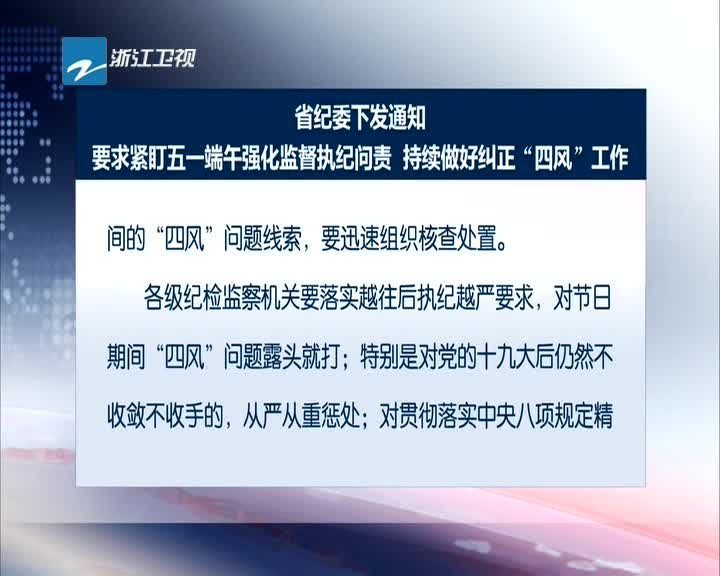 浙江卫视
省纪委下发通知
要求紧盯五一端午强化监督执纪问责 持续做好纠正“四风”工作
间的“四风”问题线索，要迅速组织核查处置。
各级纪检监察机关要落实越往后执纪越严要求，对节日
期间“四风”问题露头就打；特别是对党的十九大后仍然不
收敛不收手的，从严从重惩处；对贯彻落实中央八项规定精